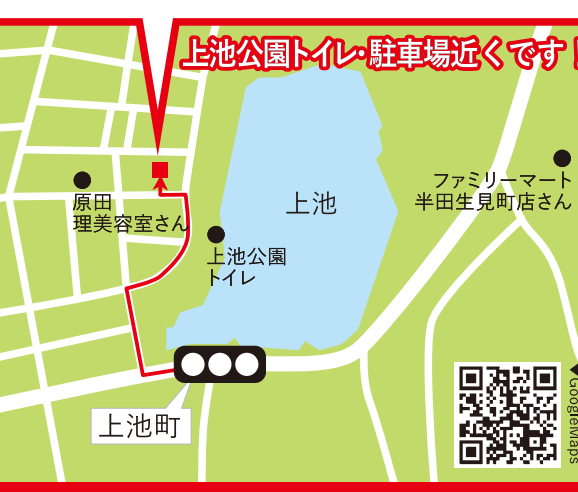 上池公園トイレ・駐車場近くです！
ファミリーマート
半田生見町店さん
原田
理美容室さん
上池
上池公園
トイレ
上池町
◀GoogleMaps